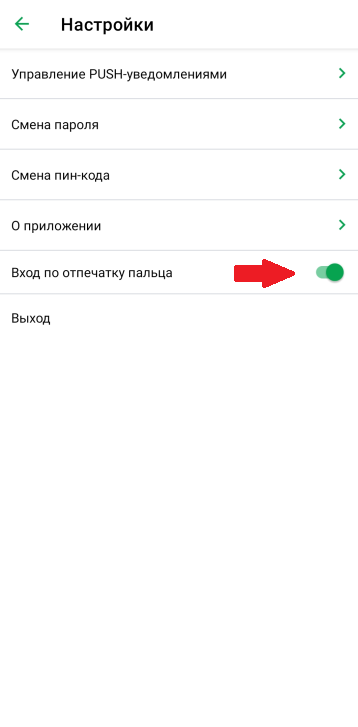 Настройки
Управление PUSH-уведомлениями
Смена пароля
Смена пин-кода
О приложении
Вход по отпечатку пальца
Выход